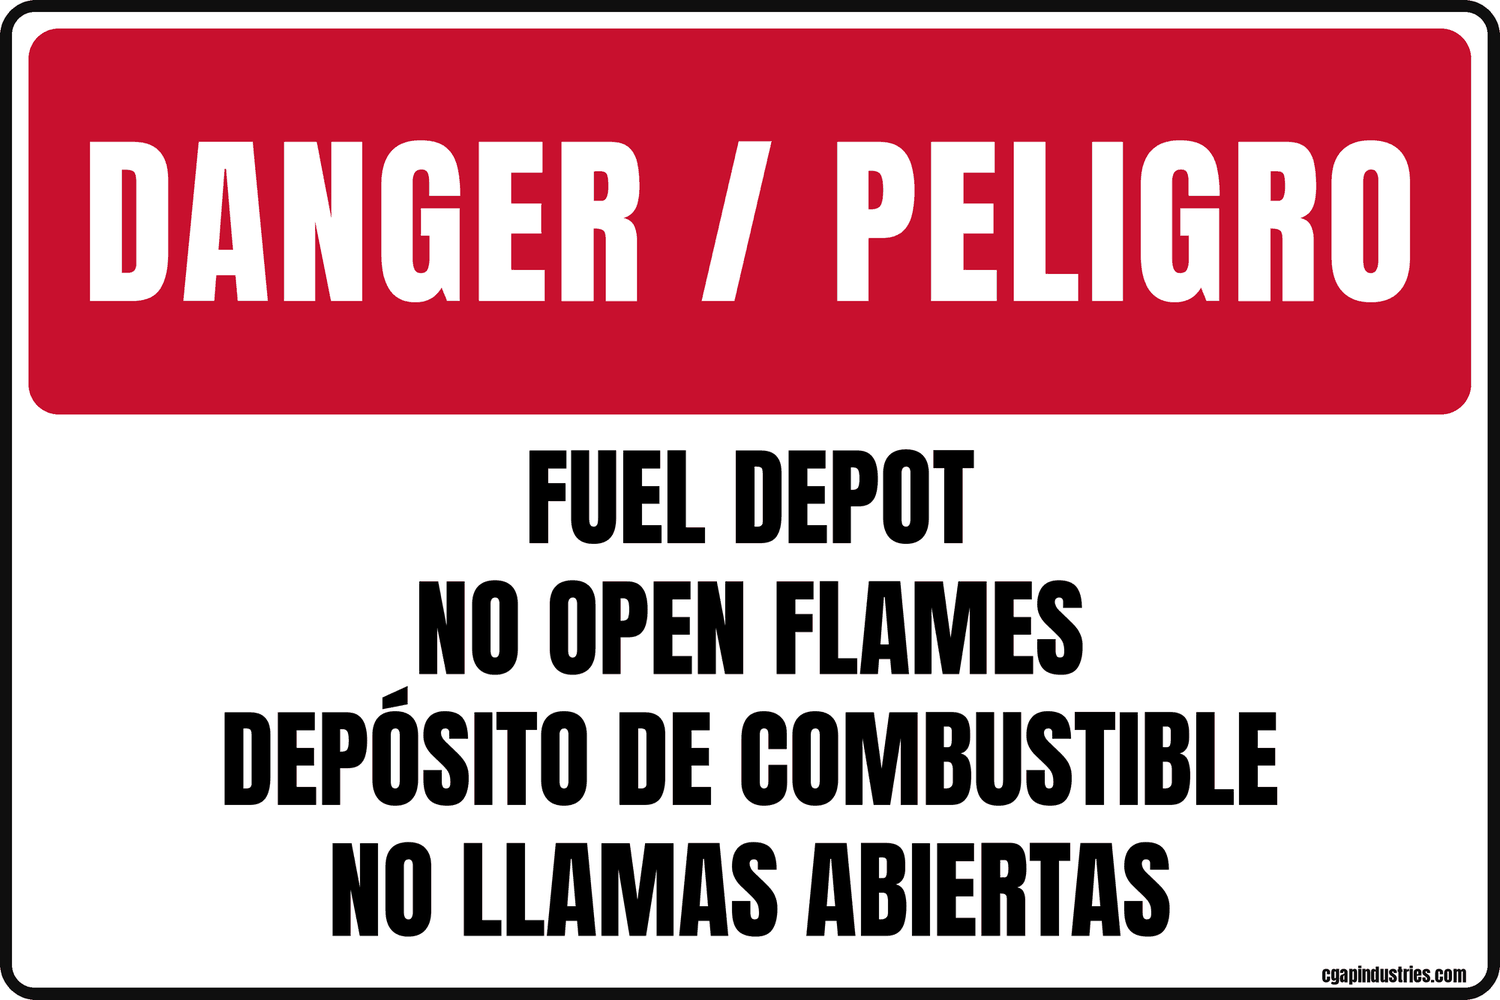 DANGER / PELIGRO
FUEL DEPOT
NO OPEN FLAMES
DEPÓSITO DE COMBUSTIBLE
NO LLAMAS ABIERTAS
cgapindustries.com